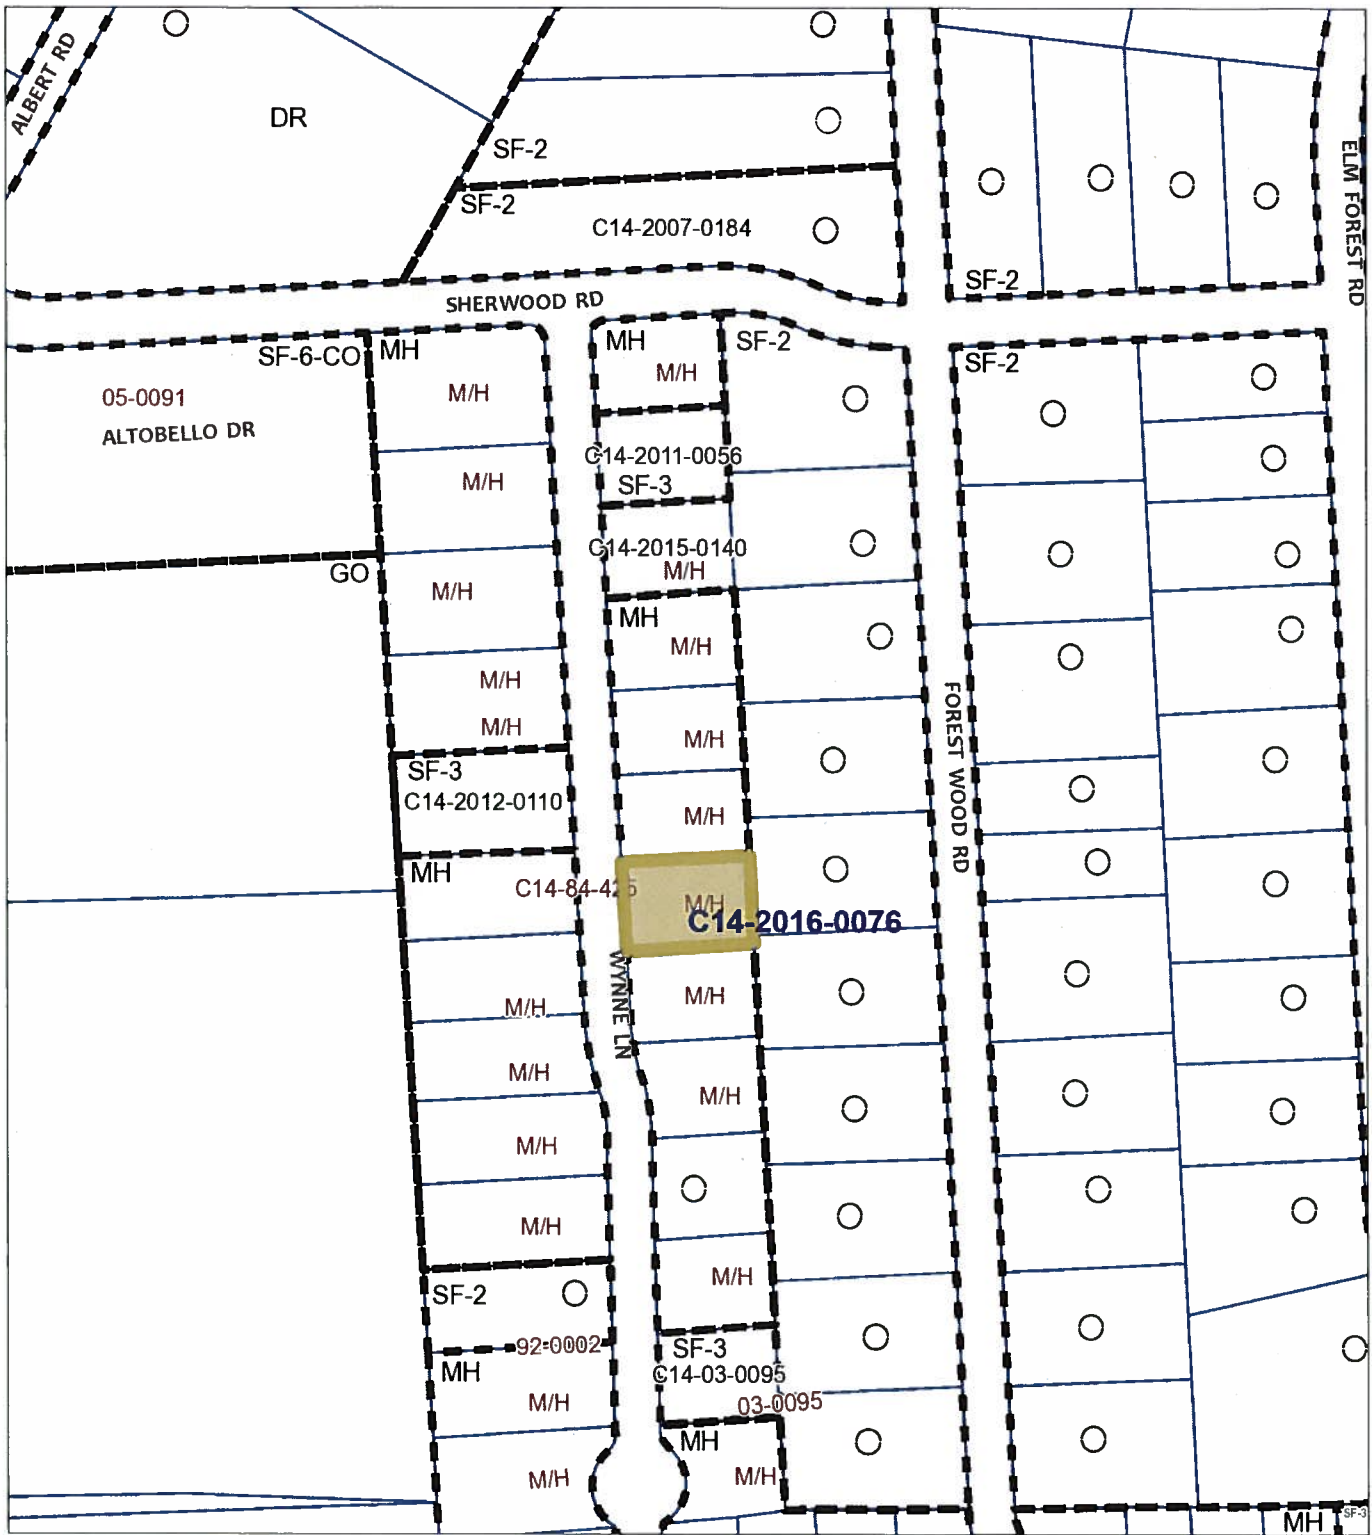 ALBERT RD
DR
SF-2
SF-2
C14-2007-0184
SF-2
ELM FOREST RD
SHERWOOD RD
SF-6-CO
MH
MH
SF-2
SF-2
05-0091
ALTOBELLO DR
M/H
M/H
C14-2011-0056
SF-3
M/H
C14-2015-0140
M/H
GO
M/H
MH
M/H
M/H
M/H
M/H
FOREST WOOD RD
SF-3
C14-2012-0110
M/H
MH
C14-84-425
M/H
C14-2016-0076
WYNNE LN
M/H
M/H
M/H
M/H
M/H
M/H
M/H
SF-2
92-0002
SF-3
C14-03-0095
03-0095
MH
M/H
MH
M/H
M/H
MH
SF-3